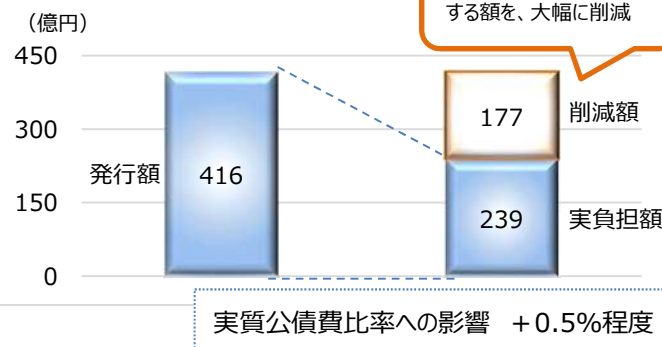 する額を、大幅に削減
（億円）
450
300
150
0
発行額
416
177
削減額
239
実負担額
実質公債費比率への影響　+0.5%程度